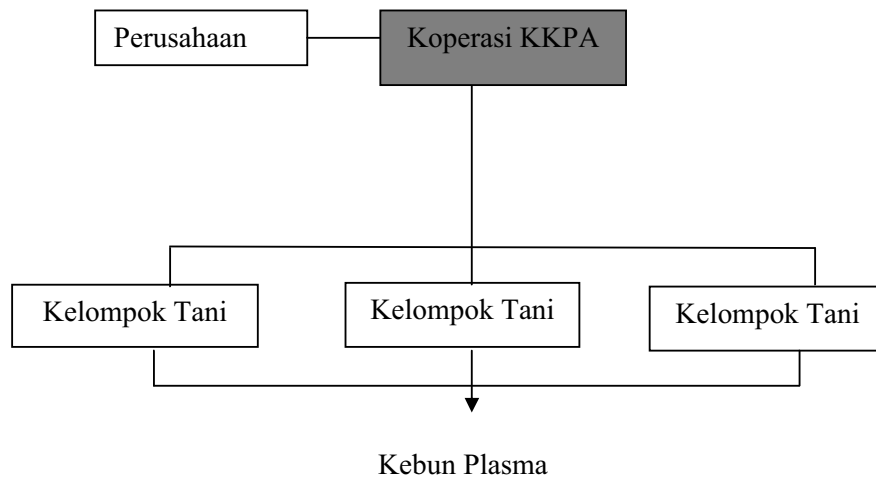 Perusahaan
Koperasi KKPA
Kelompok Tani
Kelompok Tani
Kelompok Tani
Kebun Plasma